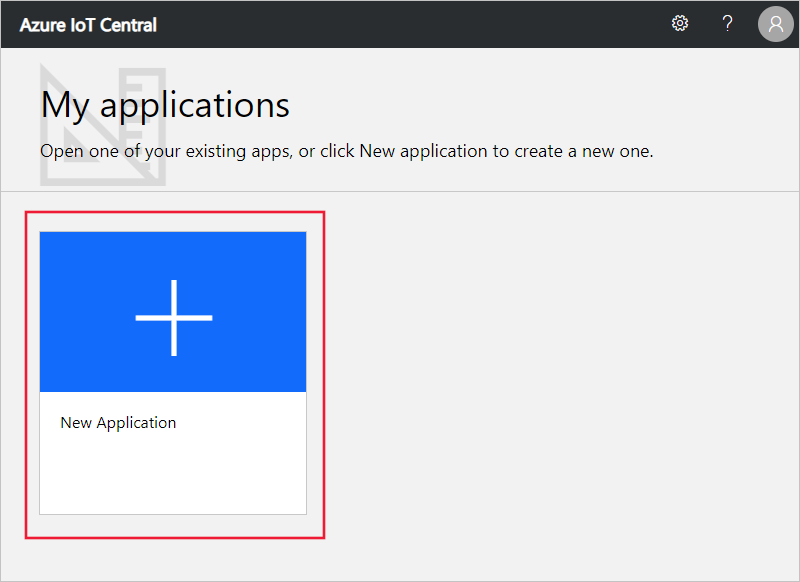 Azure IoT Central
?
My applications
Open one of your existing apps, or click New application to create a new one.
New Application